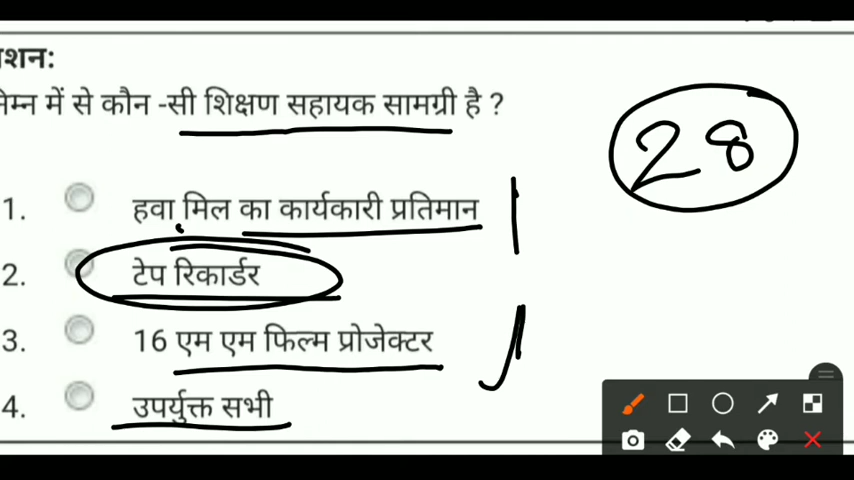 शन:
निम्न में से कौन -सी शिक्षण सहायक सामग्री है ?
28
1. हवा मिल का कार्यकारी प्रतिमान
2. टेप रिकार्डर
3. 16 एम एम फिल्म प्रोजेक्टर
4. उपर्युक्त सभी